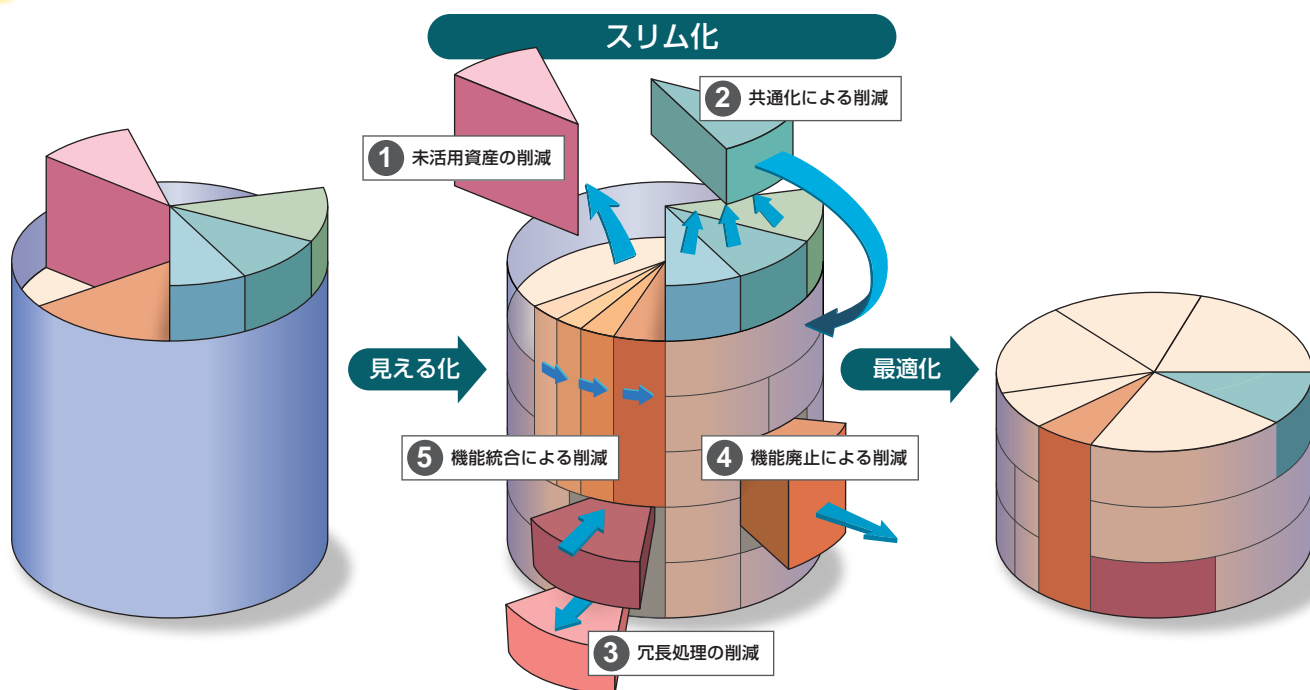 スリム化
1 未活用資産の削減
2 共通化による削減
見える化
最適化
5 機能統合による削減
4 機能廃止による削減
3 冗長処理の削減